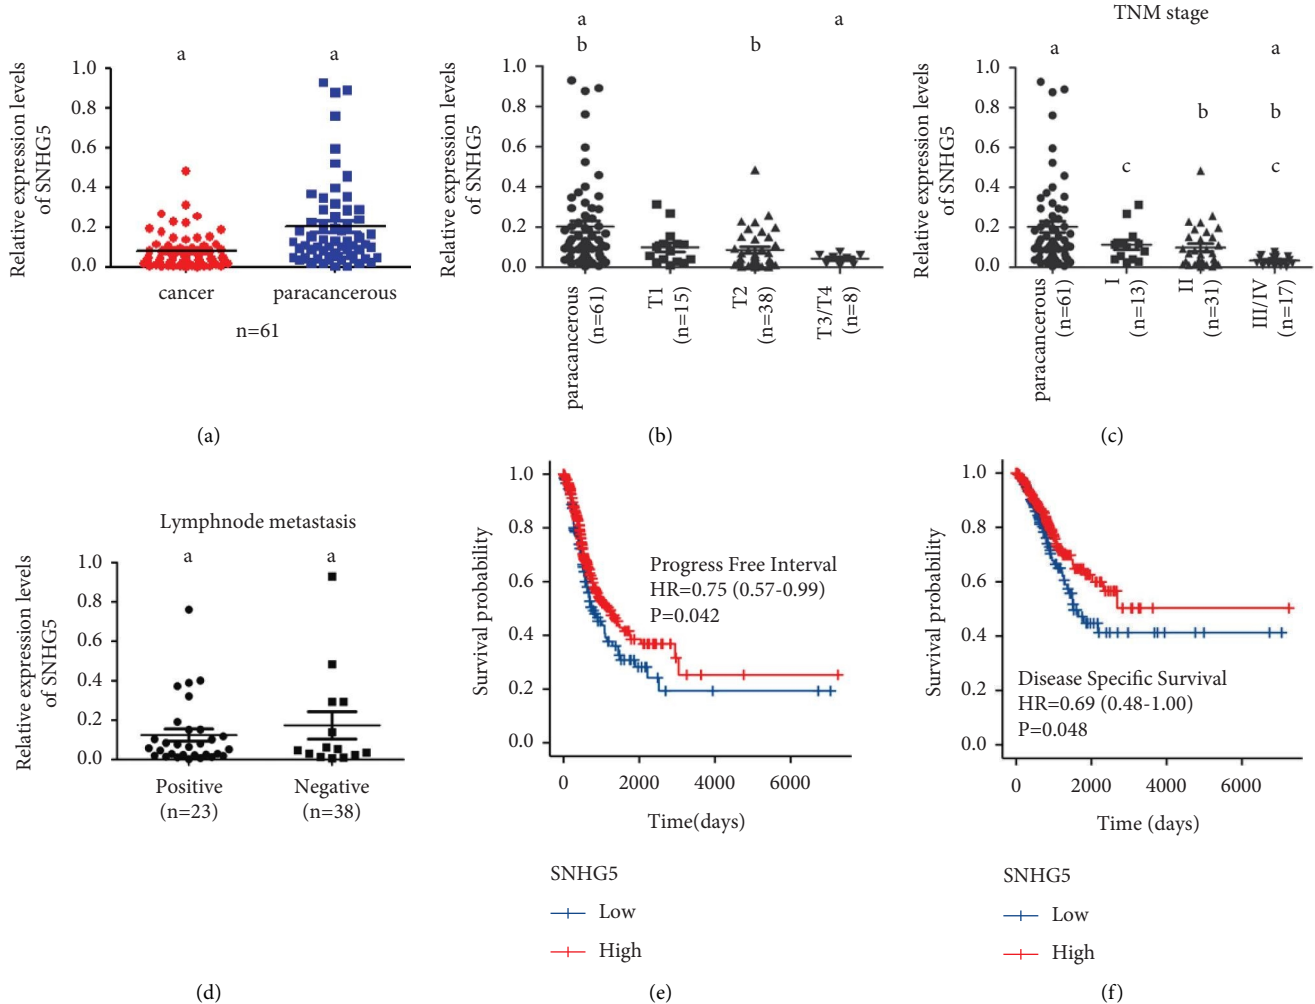 a
a
Relative expression levels
of SNHG5
1.0
0.8
0.6
0.4
0.2
0.0
cancer
paracancerous
n=61
(a)
a
a
b
b
Relative expression levels
of SNHG5
1.0
0.8
0.6
0.4
0.2
0.0
paracancerous
(n=61)
T1
(n=15)
T2
(n=38)
T3/T4
(n=8)
(b)
TNM stage
a
a
b
b
c
c
Relative expression levels
of SNHG5
1.0
0.8
0.6
0.4
0.2
0.0
paracancerous
(n=61)
I
(n=13)
II
(n=31)
III/IV
(n=17)
(c)
Lymphnode metastasis
a
a
Relative expression levels
of SNHG5
1.0
0.8
0.6
0.4
0.2
0.0
Positive
(n=23)
Negative
(n=38)
(d)
Survival probability
1.0
0.8
0.6
0.4
0.2
0.0
Progress Free Interval
HR=0.75 (0.57-0.99)
P=0.042
0
2000
4000
6000
Time(days)
SNHG5
Low
High
(e)
Survival probability
1.0
0.8
0.6
0.4
0.2
0.0
Disease Specific Survival
HR=0.69 (0.48-1.00)
P=0.048
0
2000
4000
6000
Time (days)
SNHG5
Low
High
(f)